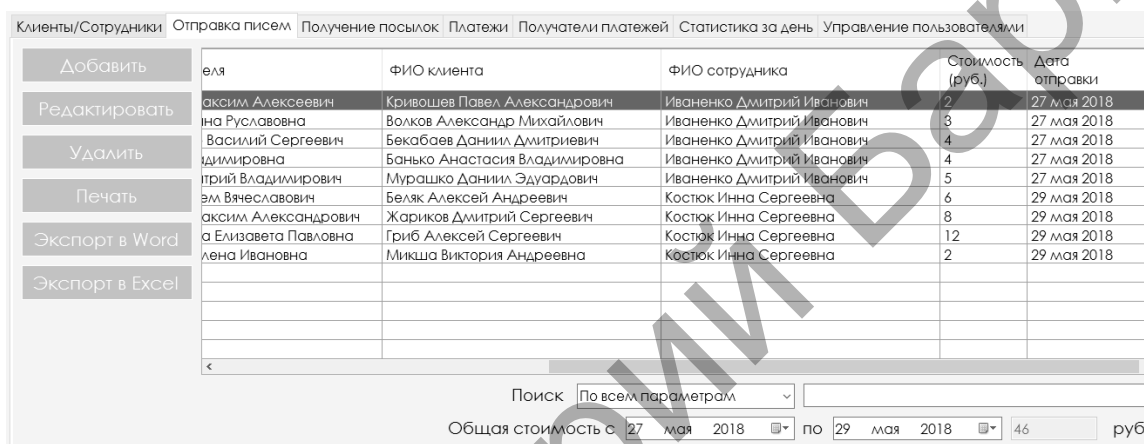 Клиенты/Сотрудники Отправка писем Получение посылок Платежи Получатели платежей Статистика за день Управление пользователями
Добавить
Редактировать
Удалить
Печать
Экспорт в Word
Экспорт в Excel
еля ФИО клиента ФИО сотрудника Стоимость (руб.) Дата отправки
аксим Алексеевич Кривошев Павел Александрович Иваненко Дмитрий Иванович 2 27 мая 2018
на Руславовна Волков Александр Михайлович Иваненко Дмитрий Иванович 3 27 мая 2018
Василий Сергеевич Бекабаев Даниил Дмитриевич Иваненко Дмитрий Иванович 4 27 мая 2018
адимировна Банько Анастасия Владимировна Иваненко Дмитрий Иванович 4 27 мая 2018
трий Владимирович Мурашко Даниил Эдуардович Иваненко Дмитрий Иванович 5 27 мая 2018
ем Вячеславович Беляк Алексей Андреевич Костюк Инна Сергеевна 6 29 мая 2018
аксим Александрович Жариков Дмитрий Сергеевич Костюк Инна Сергеевна 8 29 мая 2018
а Елизавета Павловна Гриб Алексей Сергеевич Костюк Инна Сергеевна 12 29 мая 2018
лена Ивановна Микша Виктория Андреевна Костюк Инна Сергеевна 2 29 мая 2018
Поиск По всем параметрам
Общая стоимость с 27 мая 2018 по 29 мая 2018 46 руб
рий Бар